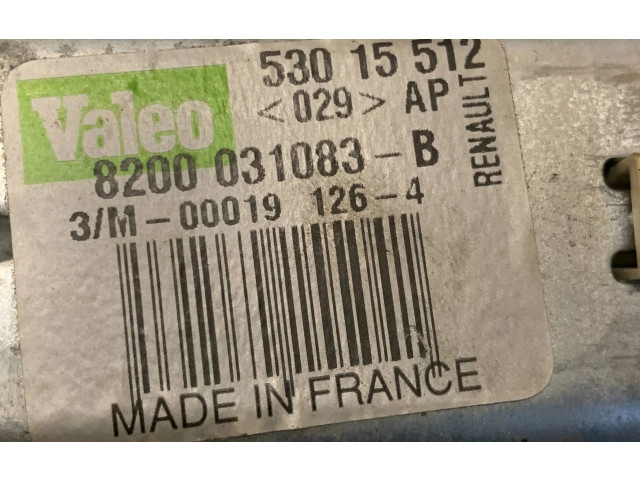 Valeo
530 15 512
<029> AP
RENAULT
8200 031083-B
3/M-00019 126-4
MADE IN FRANCE